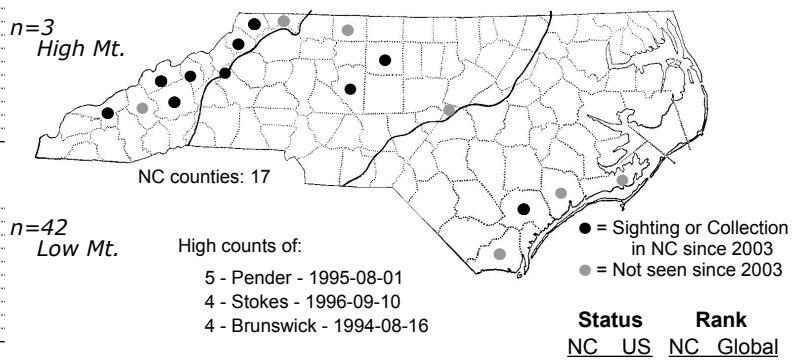 n=3
High Mt.
NC counties: 17
n=42
Low Mt.
High counts of:
5 - Pender - 1995-08-01
4 - Stokes - 1996-09-10
4 - Brunswick - 1994-08-16
= Sighting or Collection
in NC since 2003
= Not seen since 2003
Status Rank
NC US NC Global